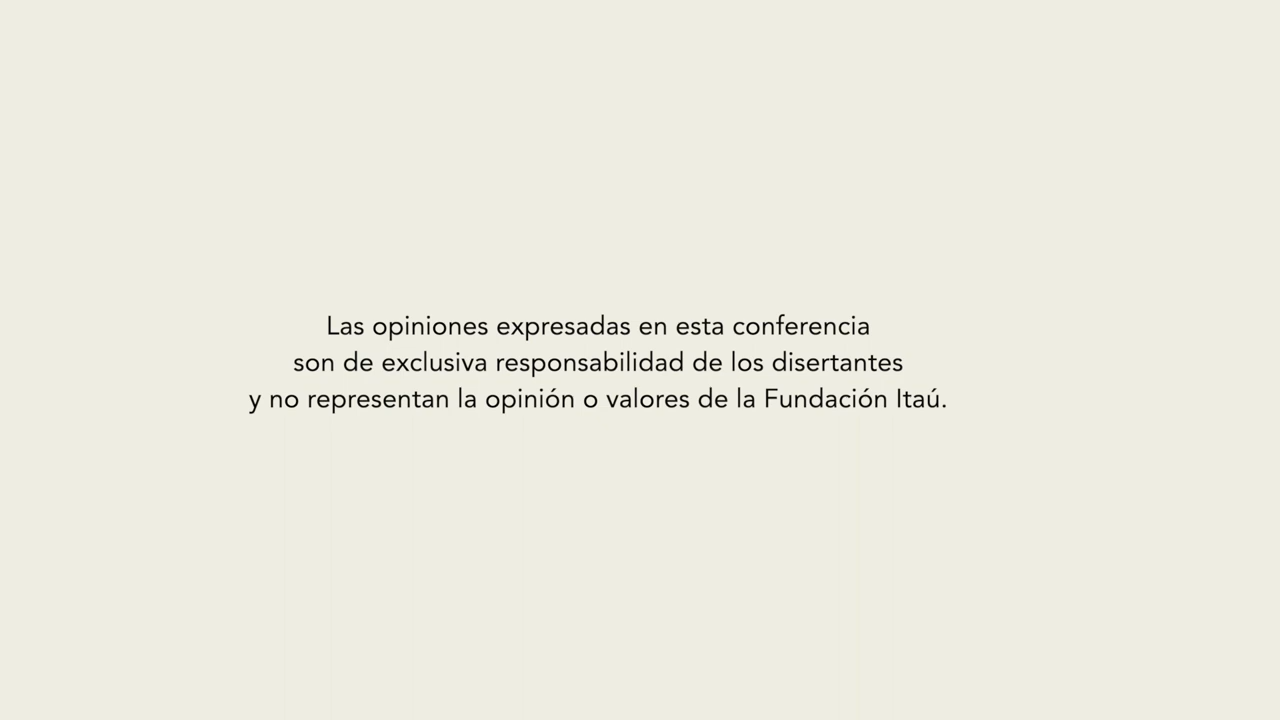 Las opiniones expresadas en esta conferencia
son de exclusiva responsabilidad de los disertantes
y no representan la opinión o valores de la Fundación Itaú.